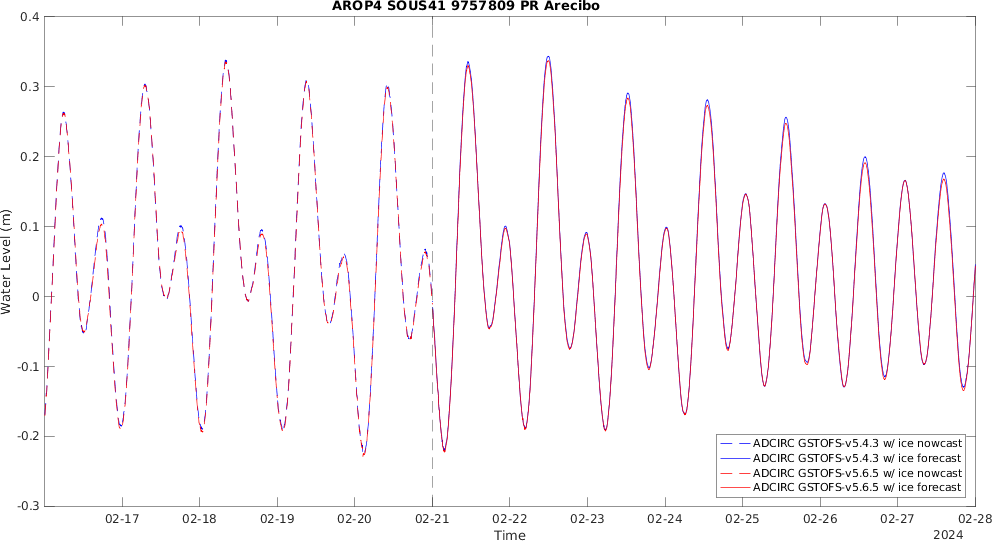 AROP4 SOUS41 9757809 PR Arecibo
0.4
0.3
0.2
0.1
0
-0.1
-0.2
-0.3
Water Level (m)
ADCIRC GSTOFS-v5.4.3 w/ ice nowcast
ADCIRC GSTOFS-v5.4.3 w/ ice forecast
ADCIRC GSTOFS-v5.6.5 w/ ice nowcast
ADCIRC GSTOFS-v5.6.5 w/ ice forecast
02-17 02-18 02-19 02-20 02-21 02-22 02-23 02-24 02-25 02-26 02-27 02-28
Time
2024